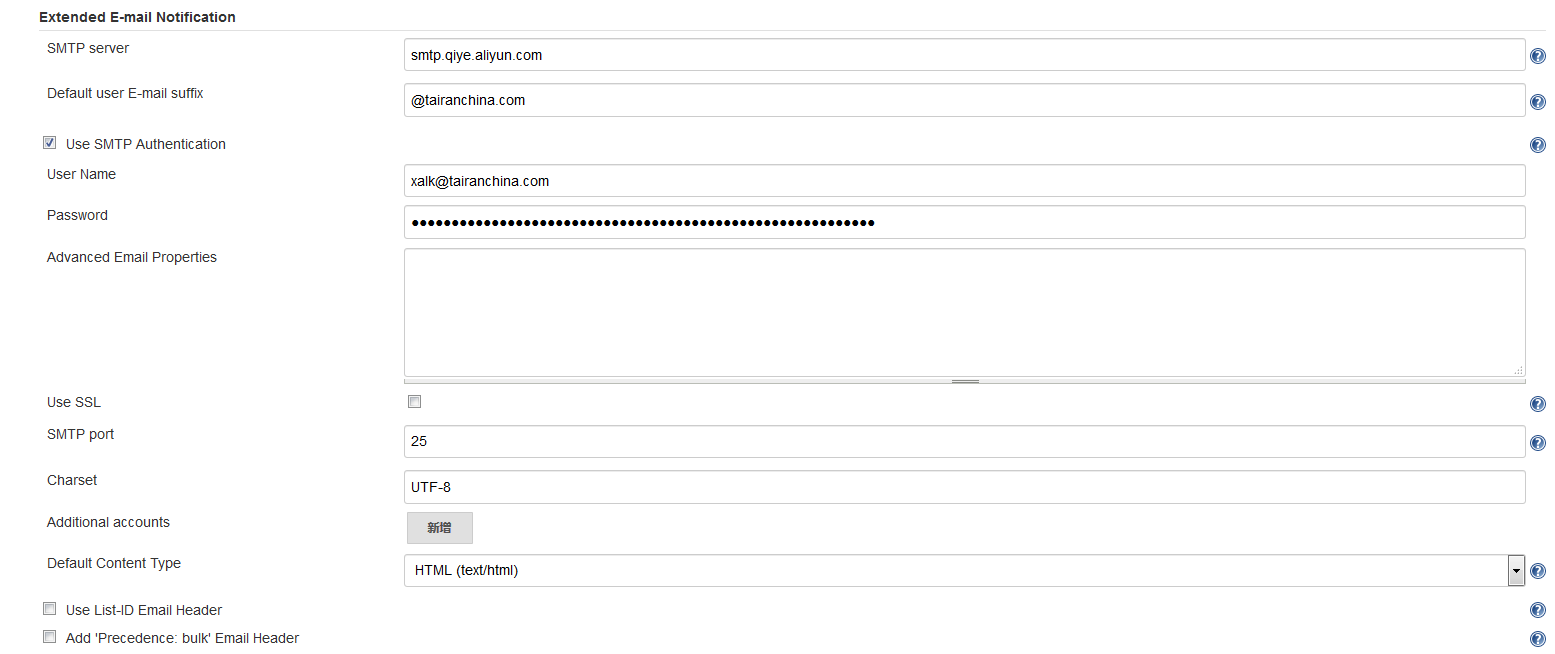 Extended E-mail Notification
SMTP server
smtp.qiye.aliyun.com
Default user E-mail suffix
@tairanchina.com
Use SMTP Authentication
User Name
xalk@tairanchina.com
Password
Advanced Email Properties
Use SSL
SMTP port
25
Charset
UTF-8
Additional accounts
新增
Default Content Type
HTML (text/html)
Use List-ID Email Header
Add 'Precedence: bulk' Email Header